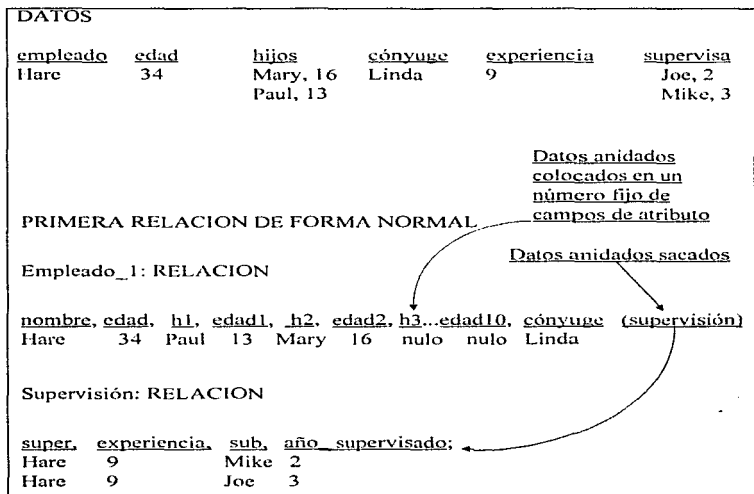 DATOS
empleado edad hijos cónyuge experiencia supervisa
Hare 34 Mary, 16 Linda 9 Joe, 2
Paul, 13 Mike, 3
Datos anidados
colocados en un
número fijo de
campos de atributo
PRIMERA RELACION DE FORMA NORMAL
Datos anidados sacados
Empleado_1: RELACION
nombre, edad, h1, edad1, h2, edad2, h3...edad10, cónyuge (supervisión)
Hare 34 Paul 13 Mary 16 nulo nulo Linda
Supervisión: RELACION
super, experiencia, sub, año_supervisado;
Hare 9 Mike 2
Hare 9 Joe 3